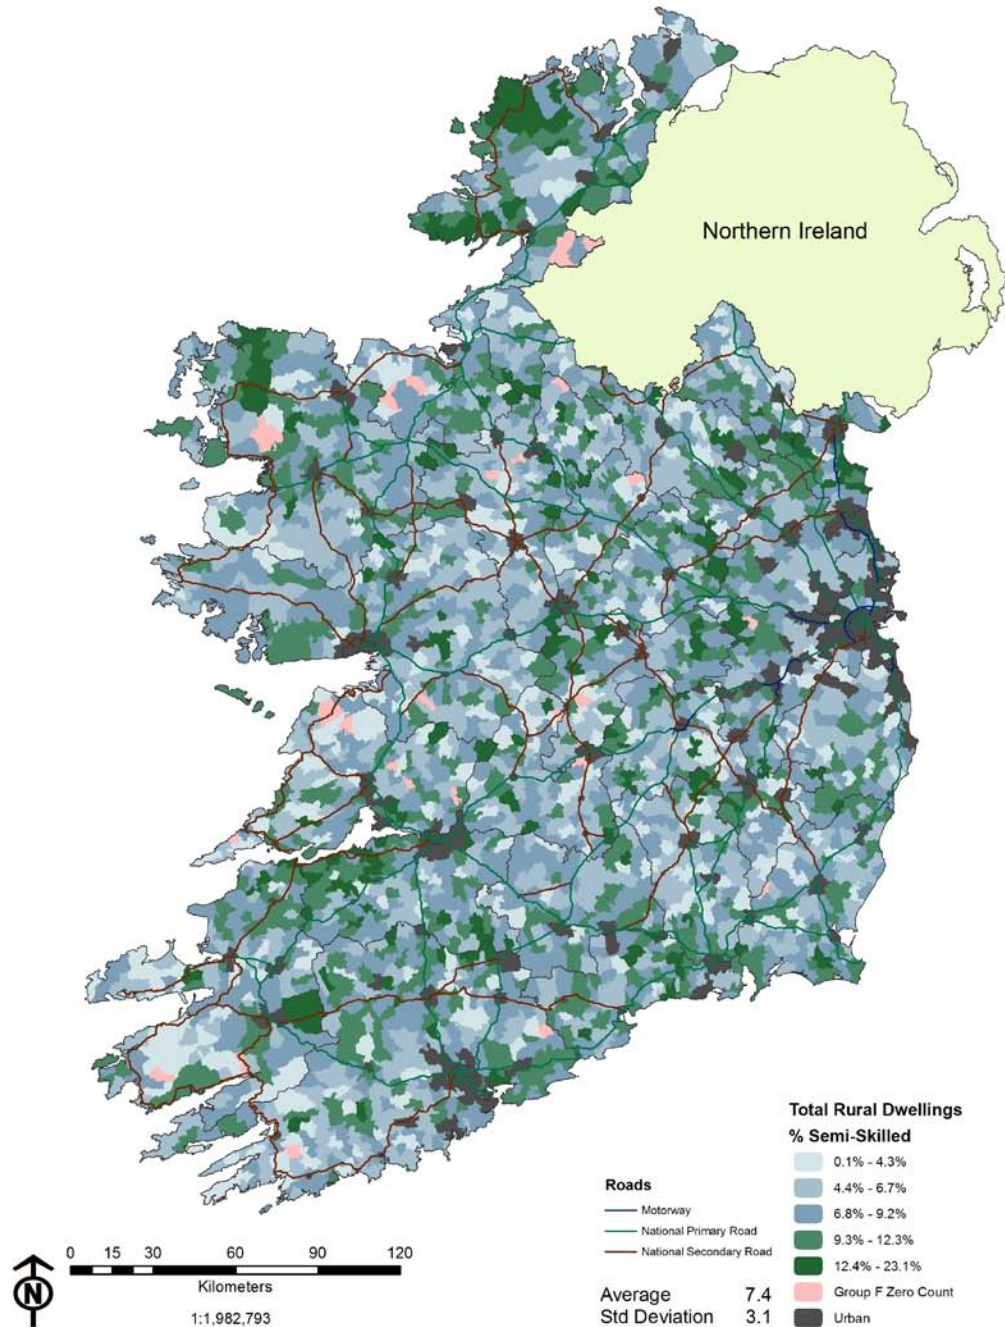 Northern Ireland
Total Rural Dwellings
% Semi-Skilled
0.1% - 4.3%
4.4% - 6.7%
6.8% - 9.2%
9.3% - 12.3%
12.4% - 23.1%
Group F Zero Count
Urban
Roads
Motorway
National Primary Road
National Secondary Road
Average 7.4
Std Deviation 3.1
0 15 30 60 90 120
Kilometers
1:1,982,793
N